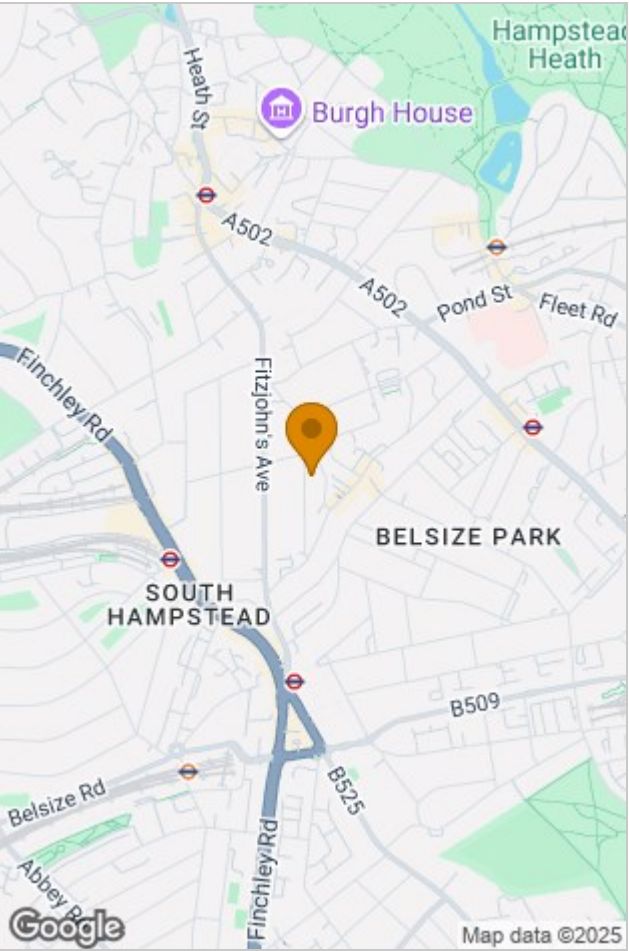 Hampstead
Heath
Heath St
Burgh House
A502
A502
Pond St
Fleet Rd
Finchley Rd
Fitzjohn's Ave
BELSIZE PARK
SOUTH
HAMPSTEAD
B509
B525
Belsize Rd
Finchley Rd
Abbey Rd
Google
Map data ©2025